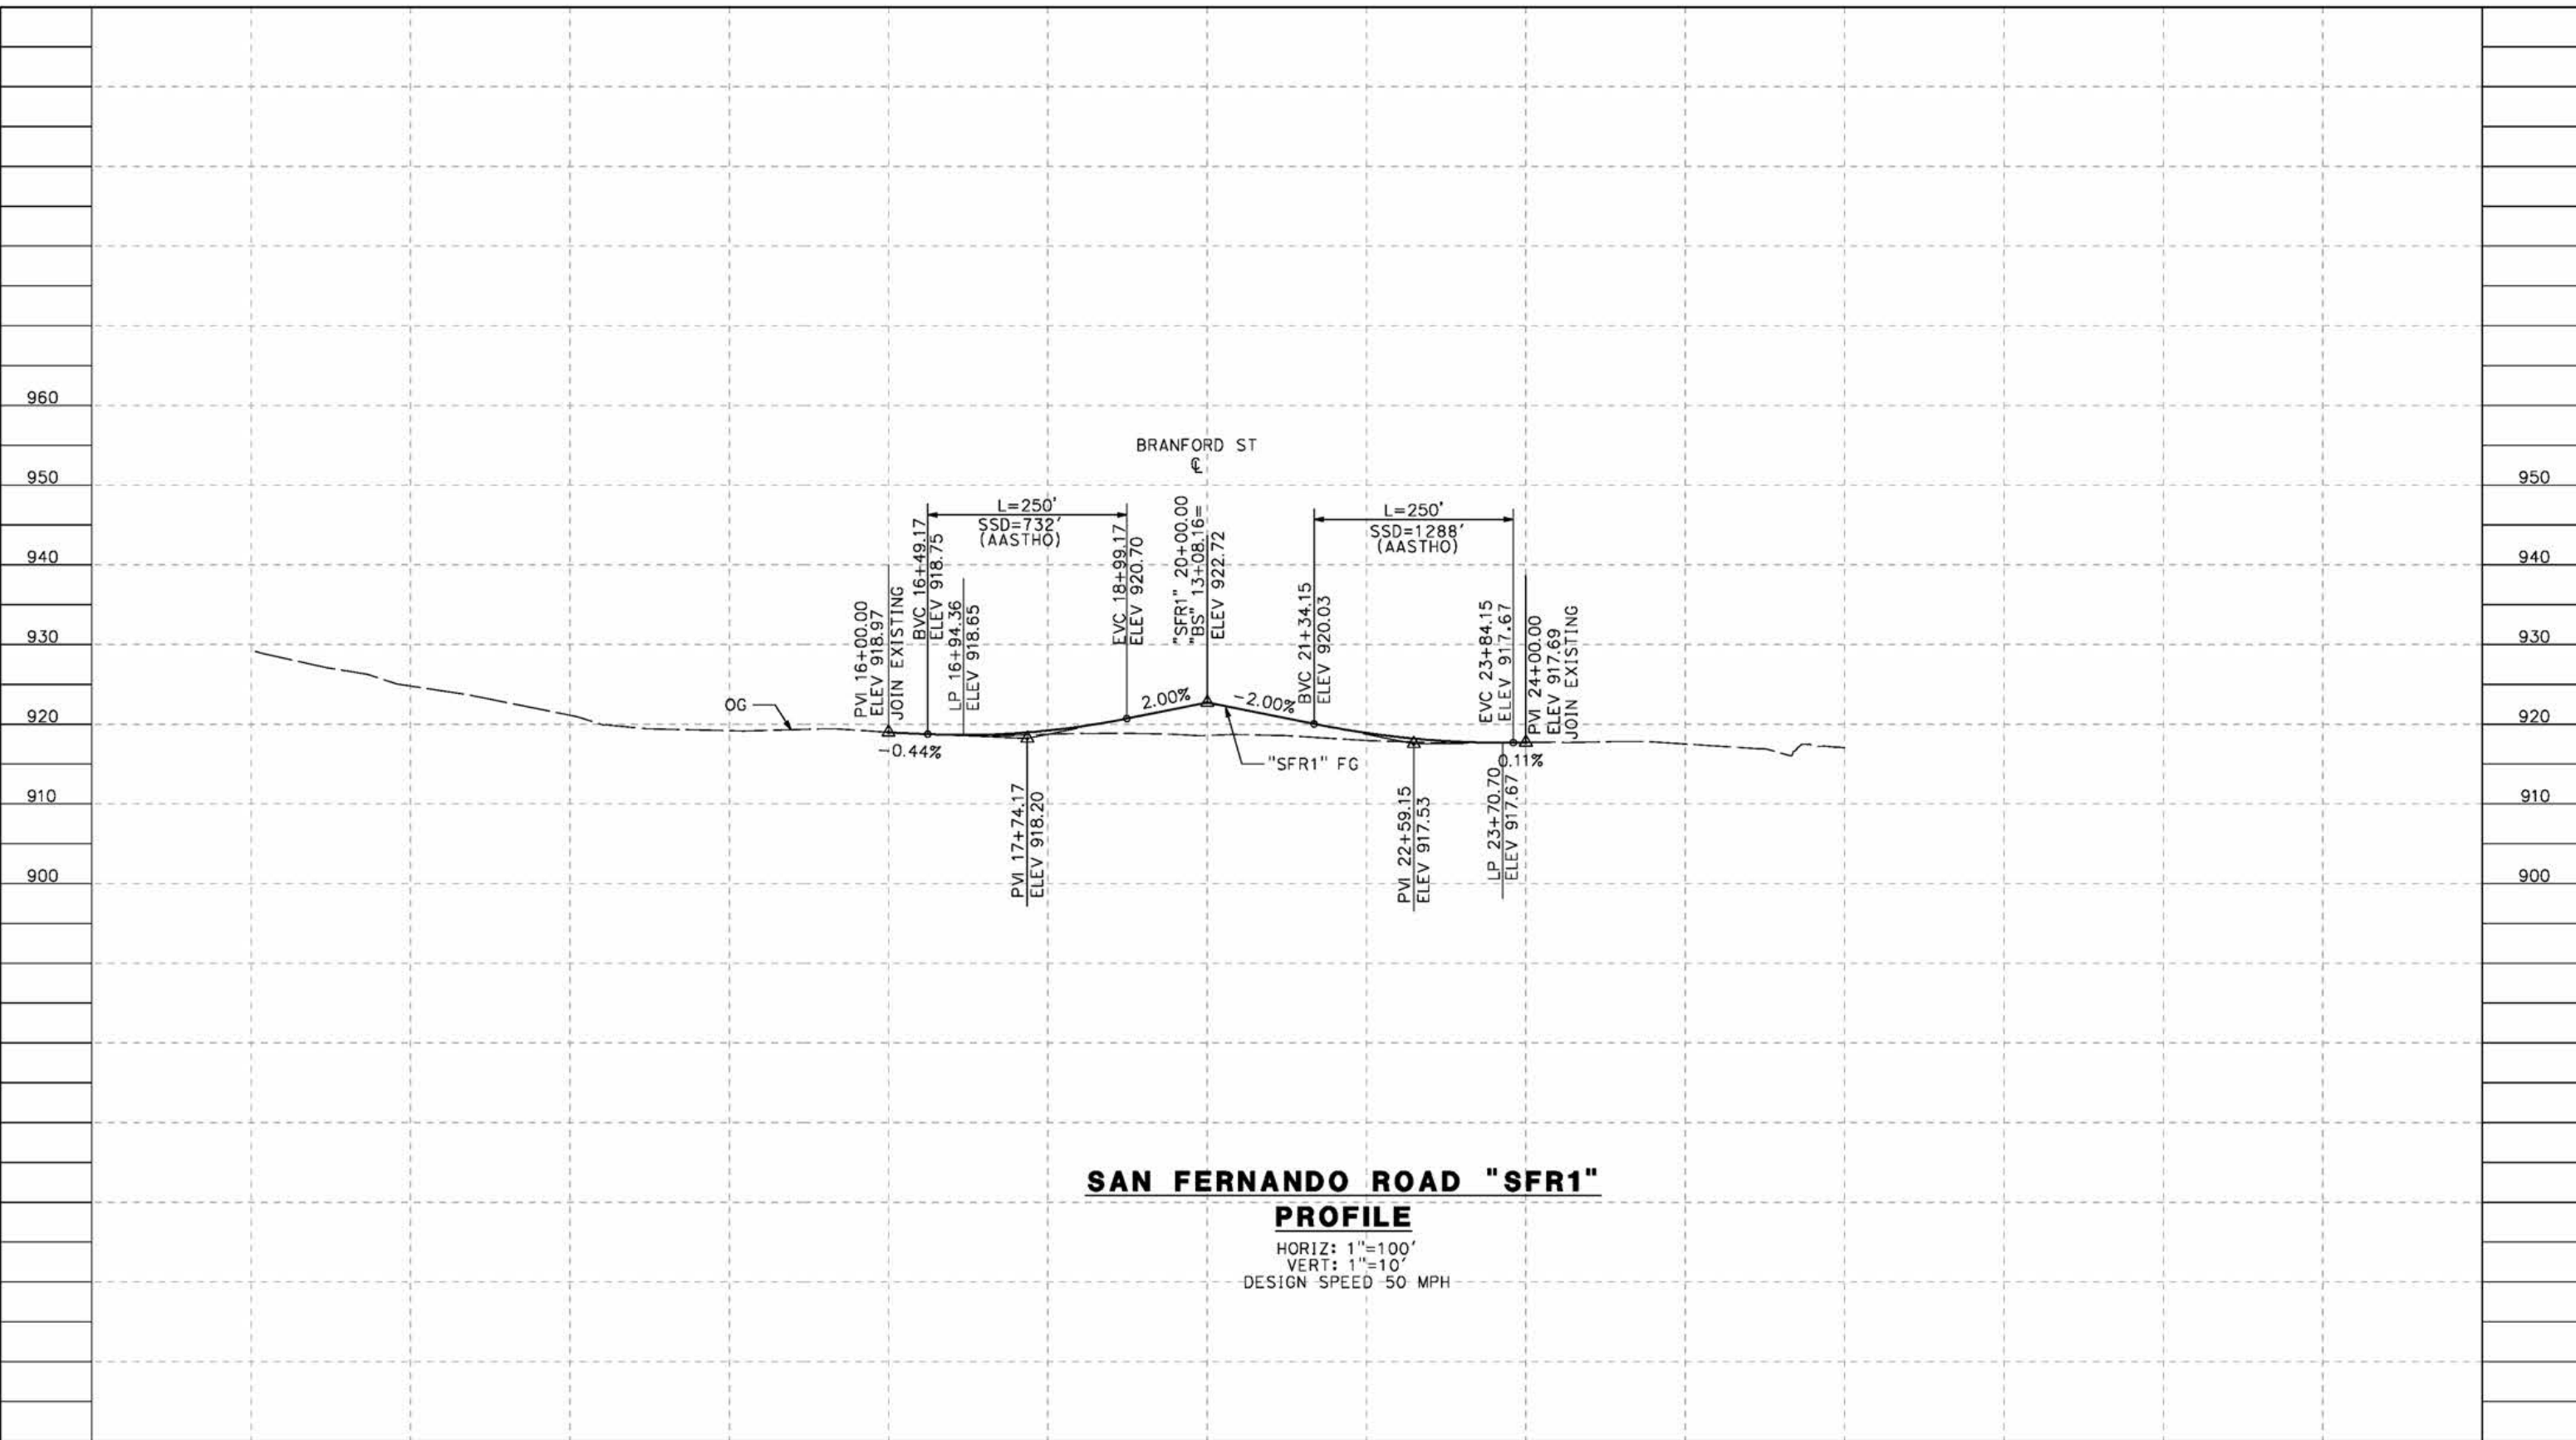 960
950
940
930
920
910
900
950
940
930
920
910
900
BRANFORD ST
℄
L=250'
SSD=732'
(AASTHO)
L=250'
SSD=1288'
(AASTHO)
PVI 16+00.00
ELEV 918.97
JOIN EXISTING
BVC 16+49.17
ELEV 918.75
LP 16+94.36
ELEV 918.65
EVC 18+99.17
ELEV 920.70
"SFR1" 20+00.00
"BS" 13+08.16=
ELEV 922.72
BVC 21+34.15
ELEV 920.03
EVC 23+84.15
ELEV 917.67
PVI 24+00.00
ELEV 917.69
JOIN EXISTING
OG
-0.44%
2.00%
-2.00%
0.11%
"SFR1" FG
PVI 17+74.17
ELEV 918.20
PVI 22+59.15
ELEV 917.53
LP 23+70.70
ELEV 917.67
SAN FERNANDO ROAD "SFR1"
PROFILE
HORIZ: 1"=100'
VERT: 1"=10'
DESIGN SPEED 50 MPH